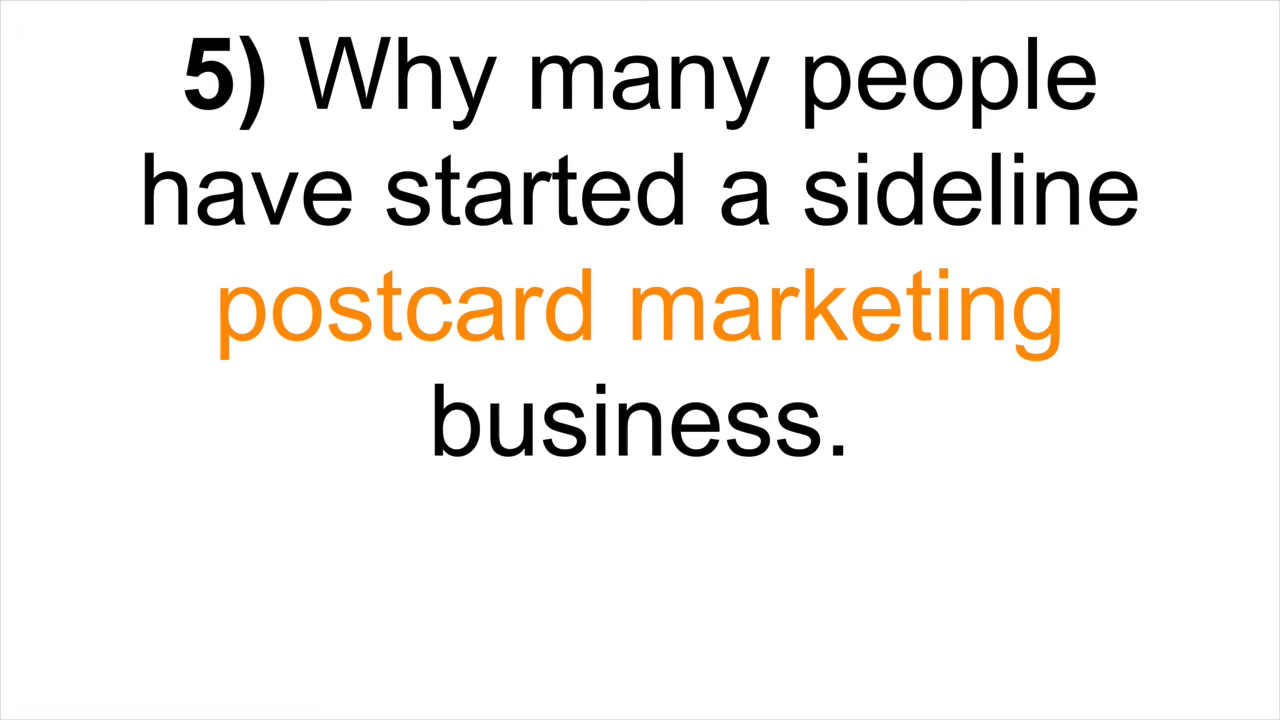 5) Why many people
have started a sideline
postcard marketing
business.